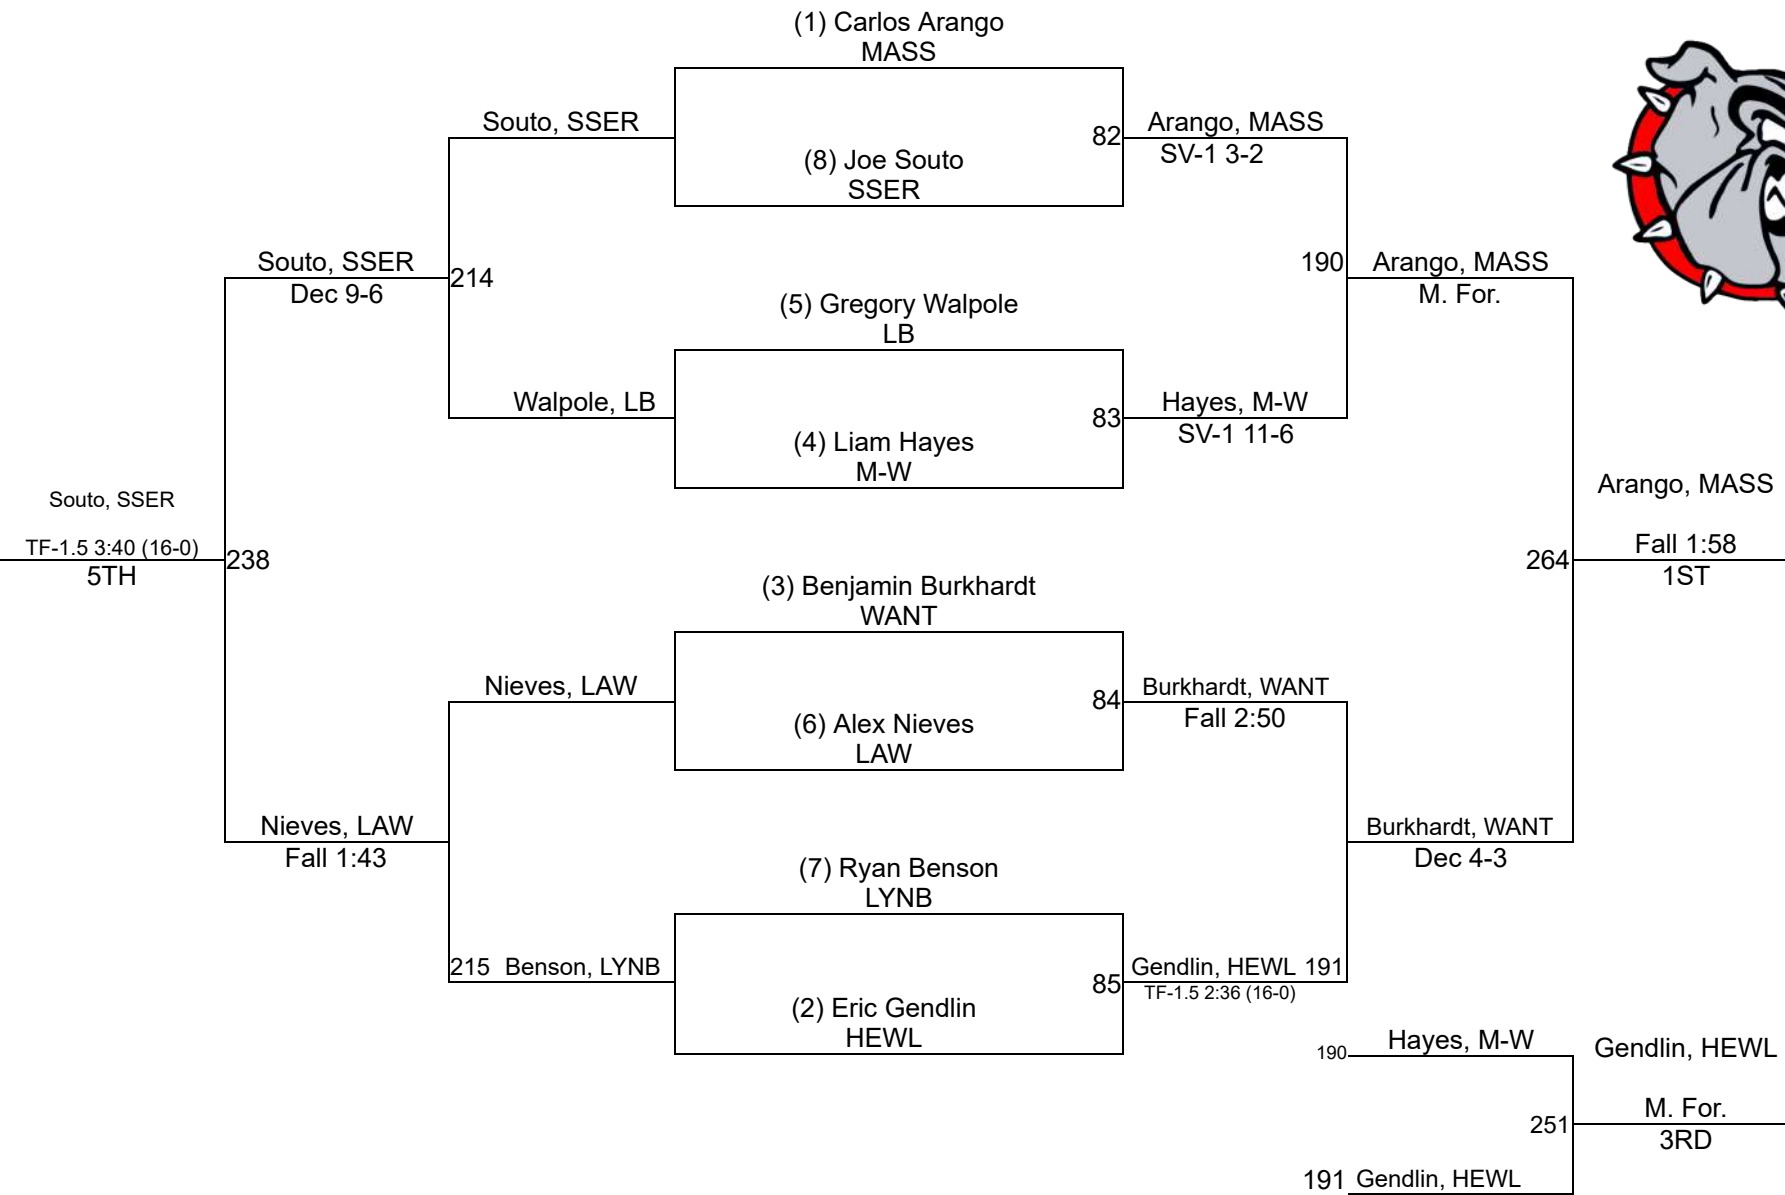 (1) Carlos Arango
MASS
Souto, SSER
82
Arango, MASS
SV-1 3-2
(8) Joe Souto
SSER
Souto, SSER
Dec 9-6
214
190
Arango, MASS
M. For.
(5) Gregory Walpole
LB
Walpole, LB
83
Hayes, M-W
SV-1 11-6
(4) Liam Hayes
M-W
Souto, SSER
TF-1.5 3:40 (16-0)
5TH
238
Arango, MASS
264
Fall 1:58
1ST
(3) Benjamin Burkhardt
WANT
Nieves, LAW
84
Burkhardt, WANT
Fall 2:50
(6) Alex Nieves
LAW
Nieves, LAW
Fall 1:43
Burkhardt, WANT
Dec 4-3
(7) Ryan Benson
LYNB
215 Benson, LYNB
85
Gendlin, HEWL 191
TF-1.5 2:36 (16-0)
(2) Eric Gendlin
HEWL
190
Hayes, M-W
Gendlin, HEWL
251
M. For.
3RD
191 Gendlin, HEWL